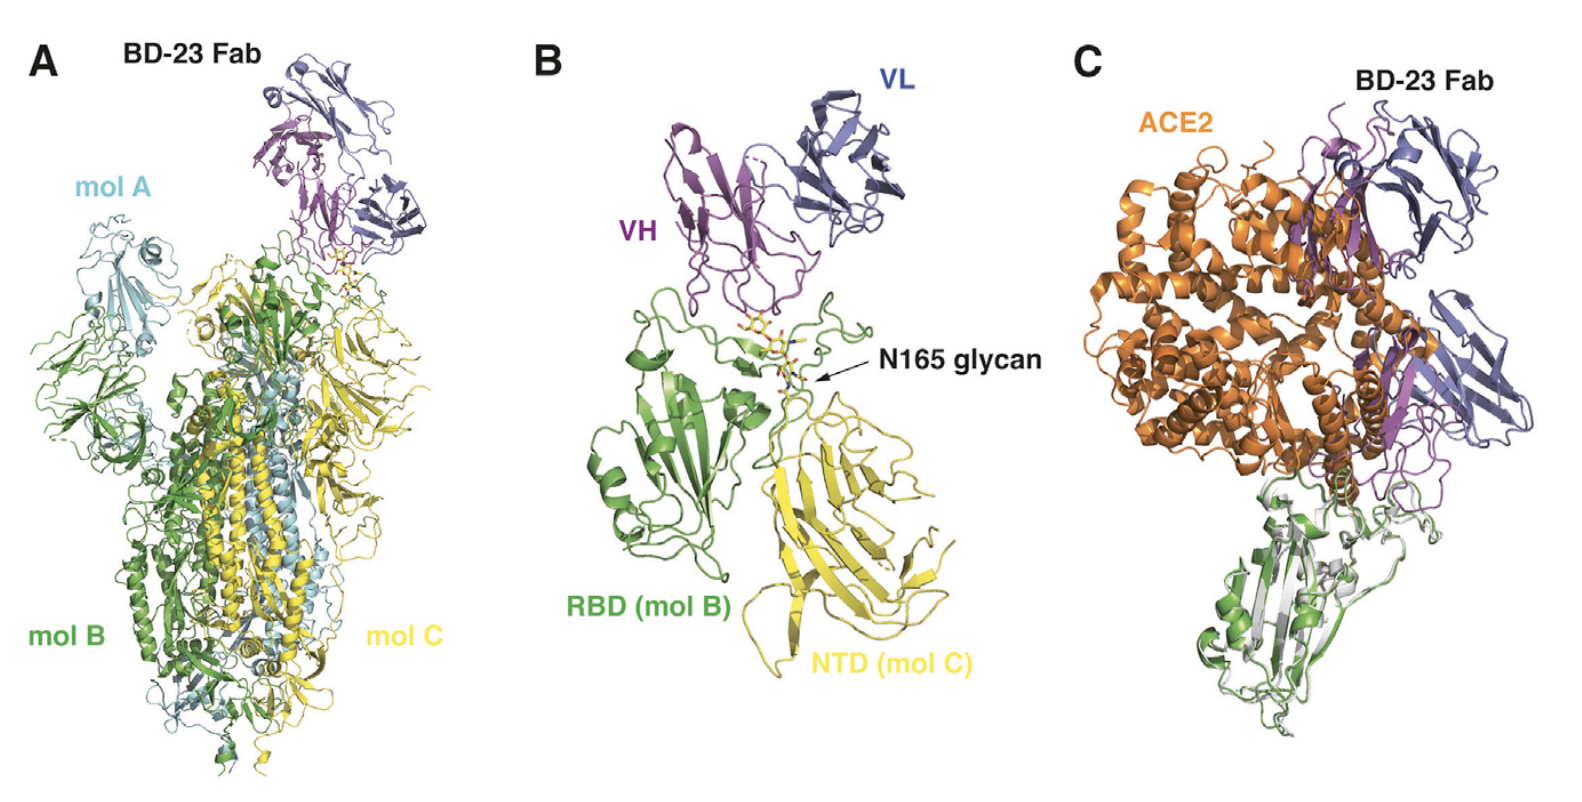 A
BD-23 Fab
mol A
mol B
mol C
B
VL
VH
N165 glycan
RBD (mol B)
NTD (mol C)
C
BD-23 Fab
ACE2